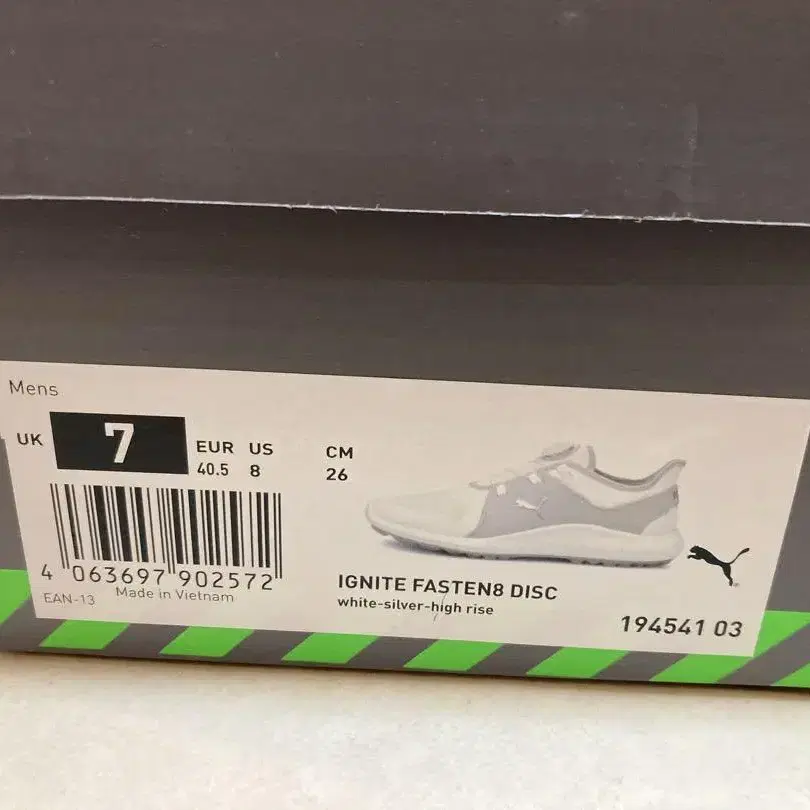 Mens
UK 7 EUR US CM
40.5 8 26
4 063697 902572
EAN-13 Made in Vietnam
IGNITE FASTEN8 DISC
white-silver-high rise
194541 03